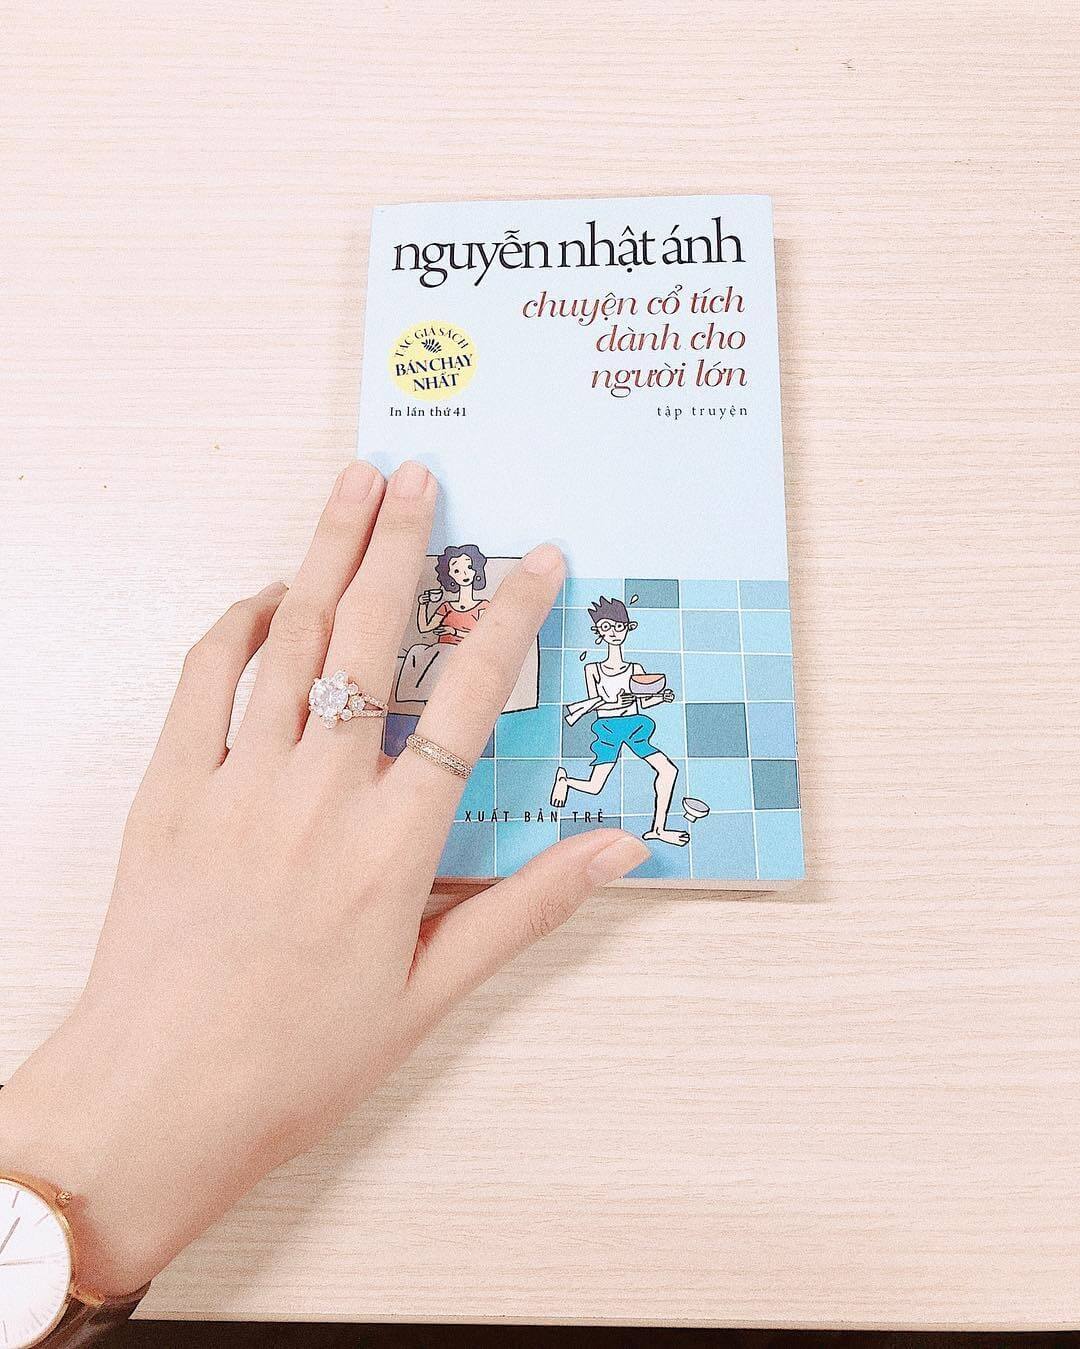 nguyễn nhật ánh
chuyện cổ tích
dành cho
người lớn
tập truyện
TÁC GIẢ SÁCH
BÁN CHẠY
NHẤT
In lần thứ 41
XUẤT BẢN TRẺ